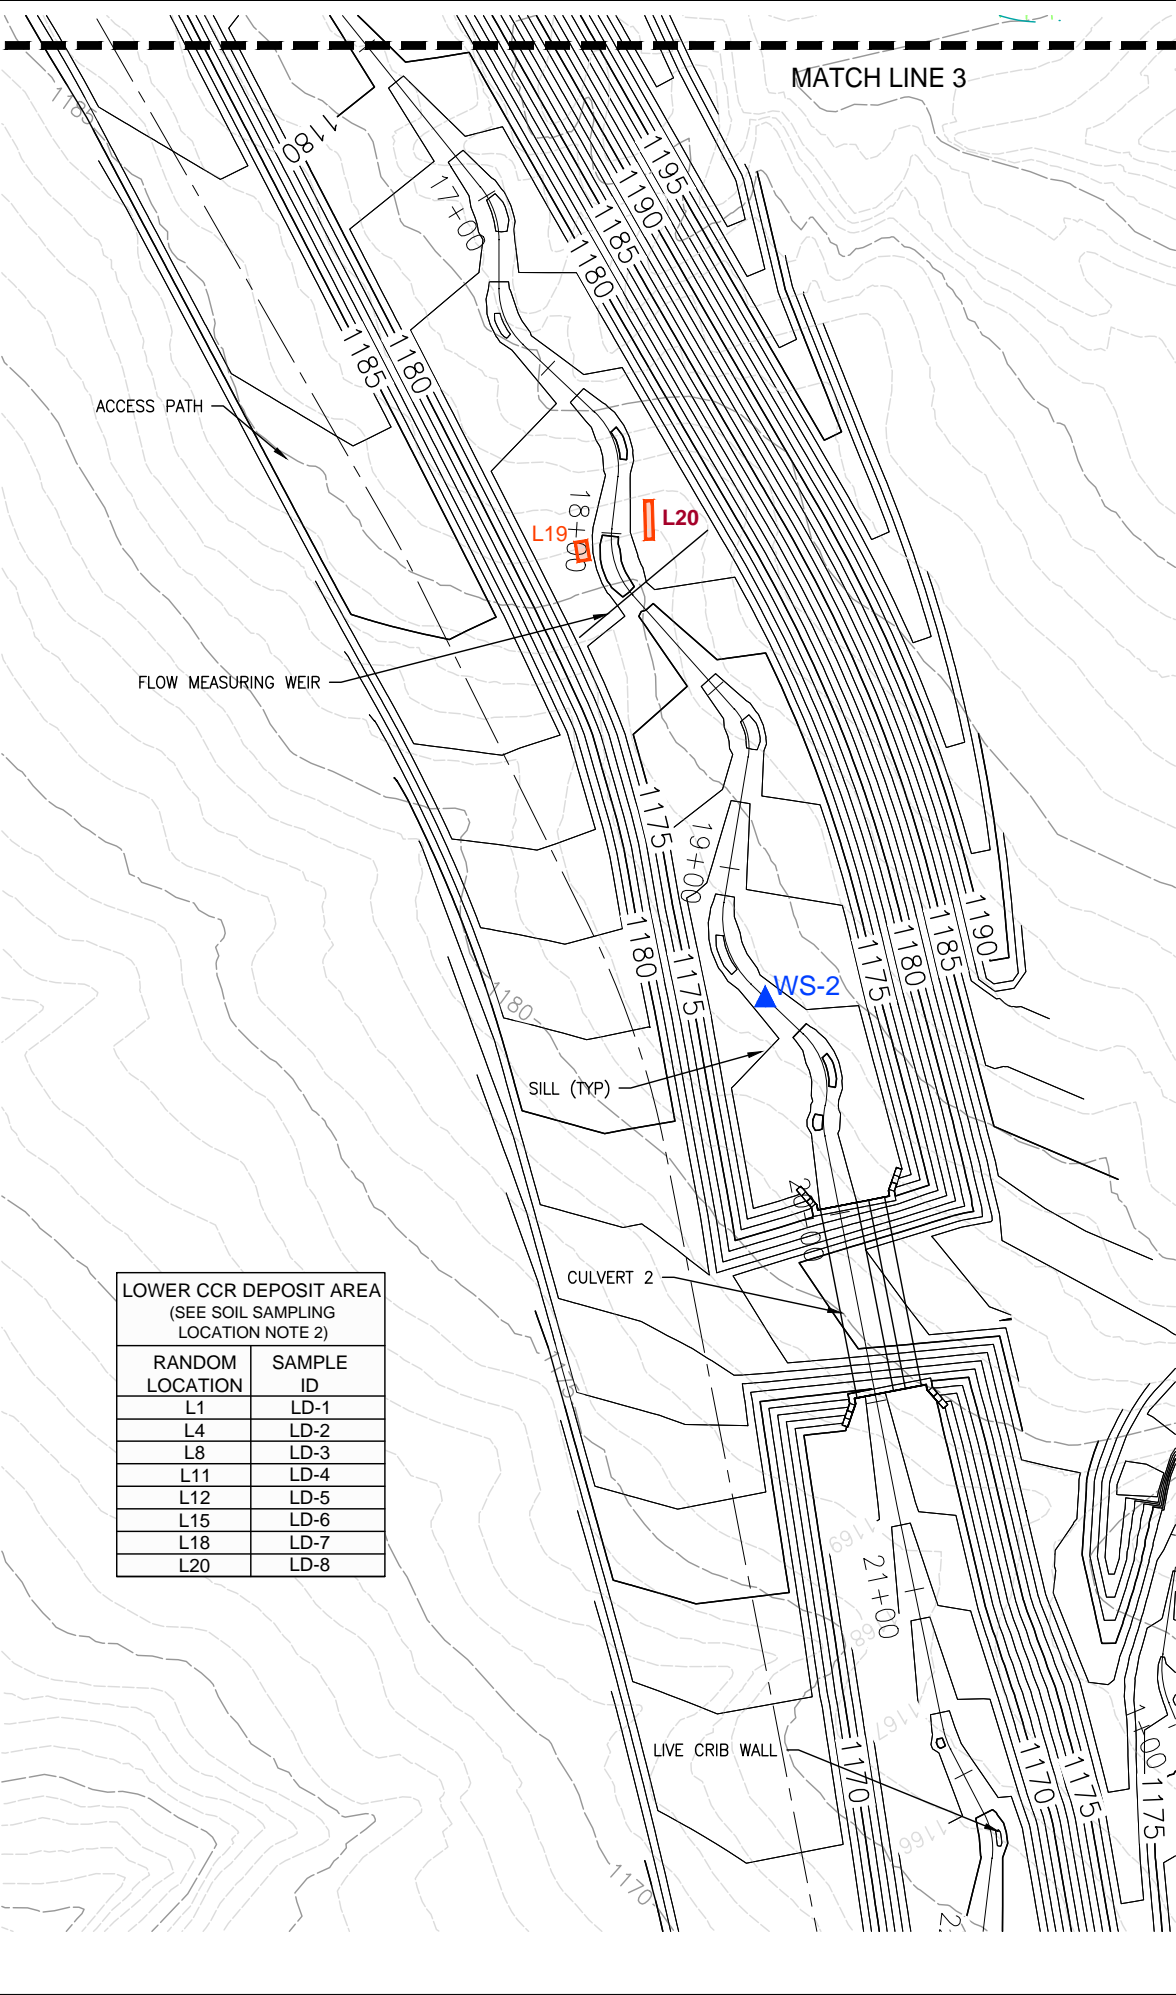 MATCH LINE 3
1185
1180
1195
1190
1185
1180
17+00
1185
1180
ACCESS PATH
18+00
L19
L20
FLOW MEASURING WEIR
1175
19+00
1180
1175
1175
1180
1185
1190
WS-2
1180
SILL (TYP)
20+00
CULVERT 2
LOWER CCR DEPOSIT AREA
(SEE SOIL SAMPLING
LOCATION NOTE 2)
RANDOM LOCATION SAMPLE ID
L1 LD-1
L4 LD-2
L8 LD-3
L11 LD-4
L12 LD-5
L15 LD-6
L18 LD-7
L20 LD-8
1175
1169
21+00
1168
1167
LIVE CRIB WALL
1170
1170
1175
1+00
1175
1166
1170